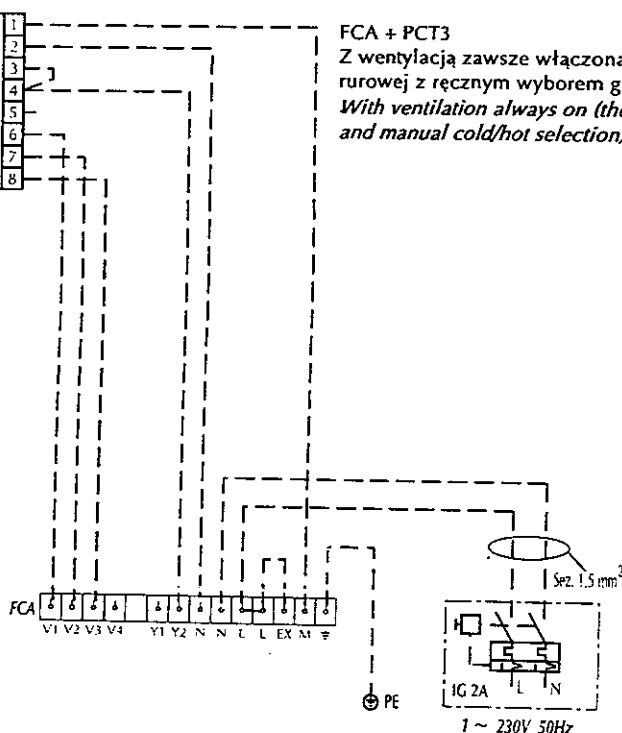 1
2
3
4
5
6
7
8
FCA + PCT3
Z wentylacją zawsze włączoną
rurowej z ręcznym wyborem g
With ventilation always on (the
and manual cold/hot selection)
Sez. 1.5 mm²
FCA
V1 V2 V3 V4 Y1 Y2 N N L L EX M ⏚
PE
IG 2A L N
1 ~ 230V 50Hz